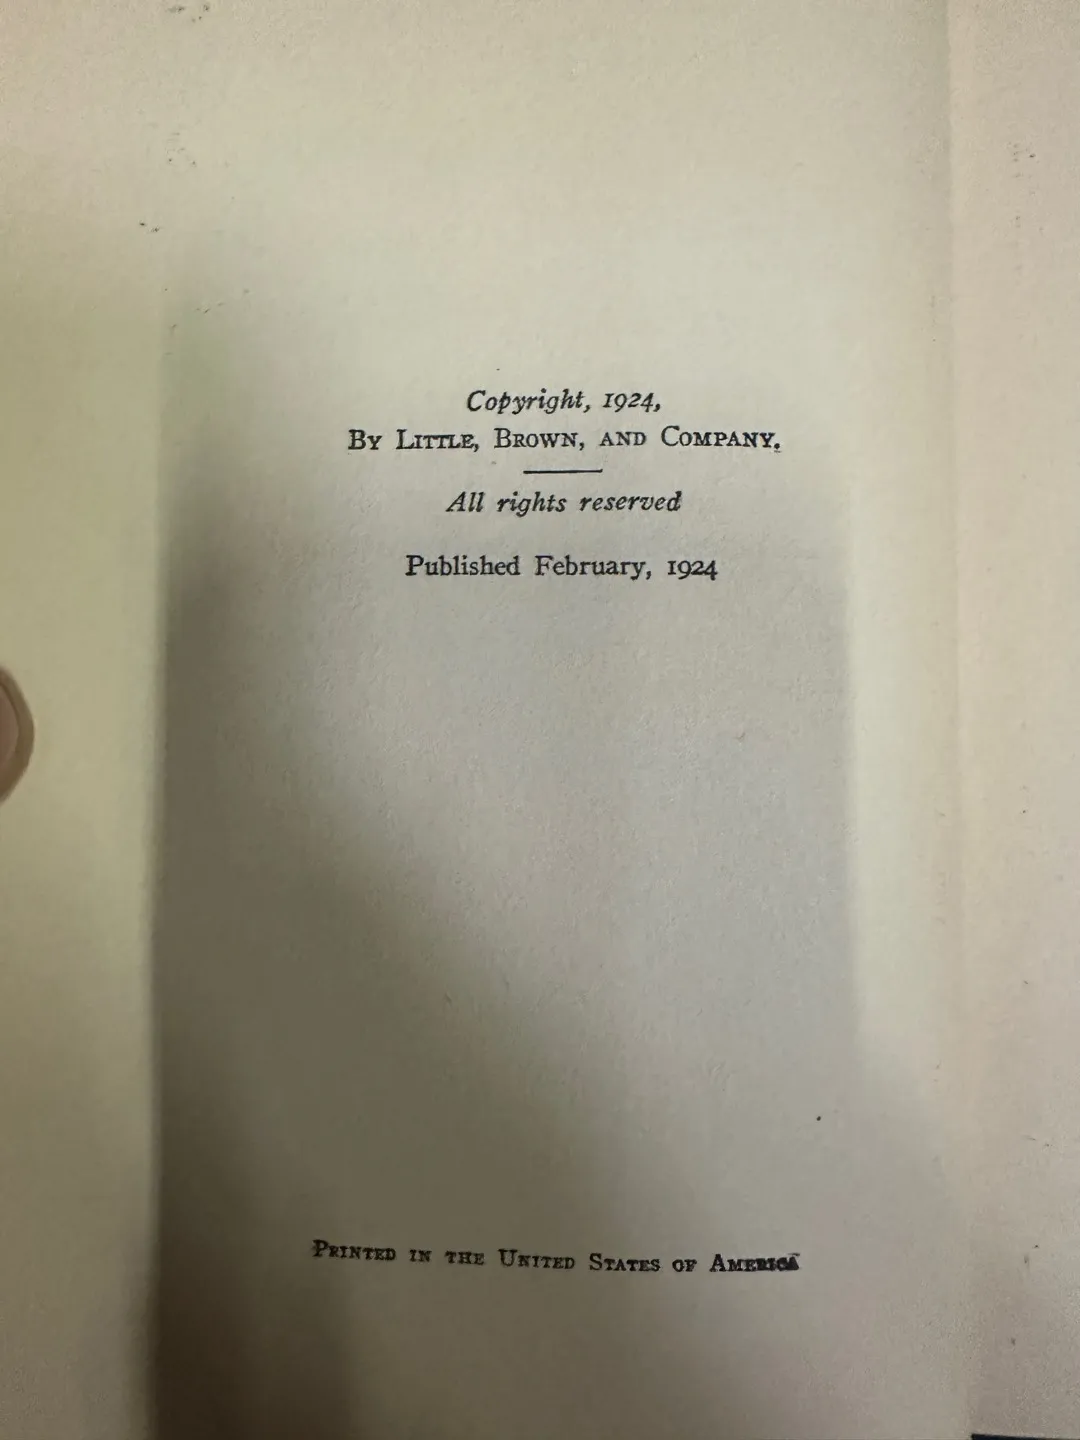 Copyright, 1924,
By Little, Brown, and Company.
All rights reserved
Published February, 1924
Printed in the United States of America